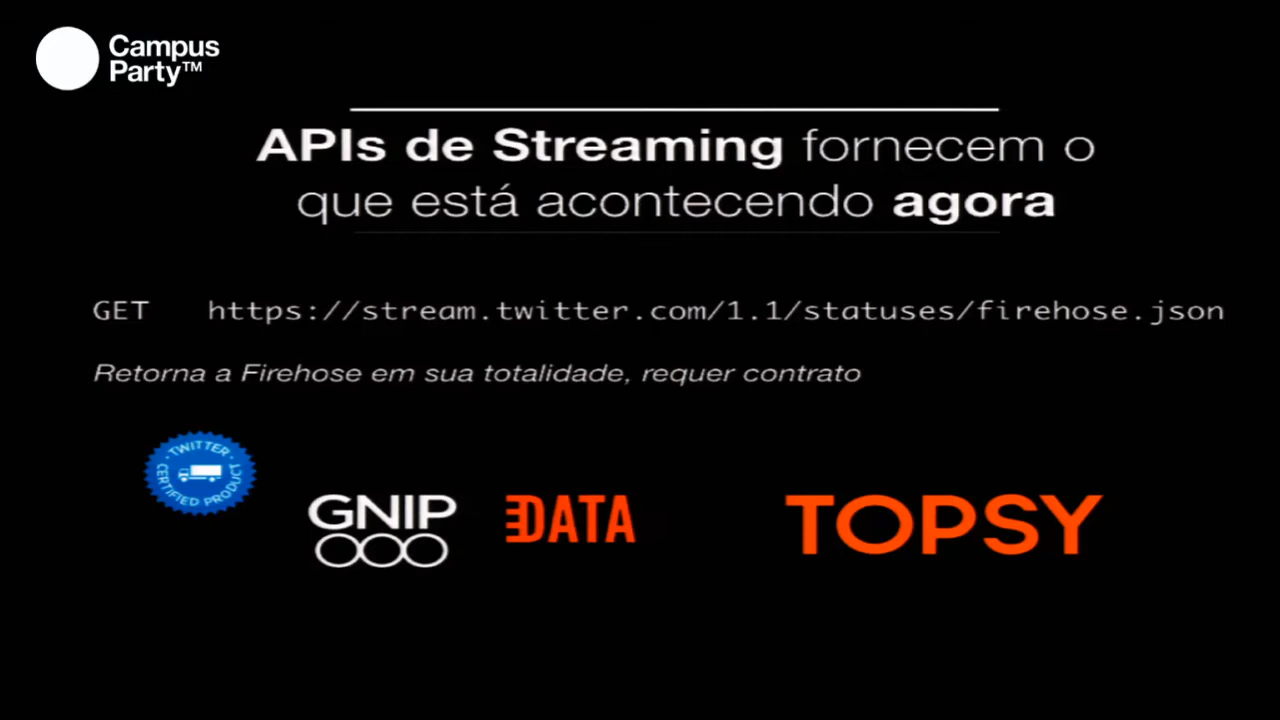 Campus
Party™
APIs de Streaming fornecem o
que está acontecendo agora
GET https://stream.twitter.com/1.1/statuses/firehose.json
Retorna a Firehose em sua totalidade, requer contrato
· TWITTER ·
CERTIFIED PRODUCT
GNIP
DATA
TOPSY